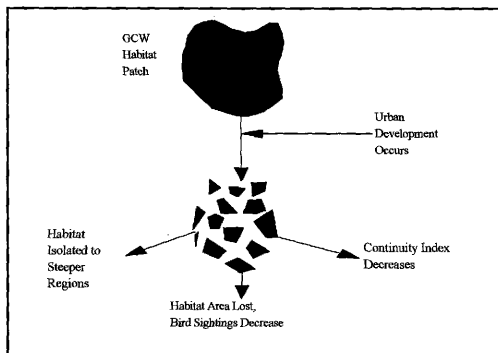 GCW
Habitat
Patch
Urban
Development
Occurs
Habitat
Isolated to
Steeper
Regions
Continuity Index
Decreases
Habitat Area Lost,
Bird Sightings Decrease